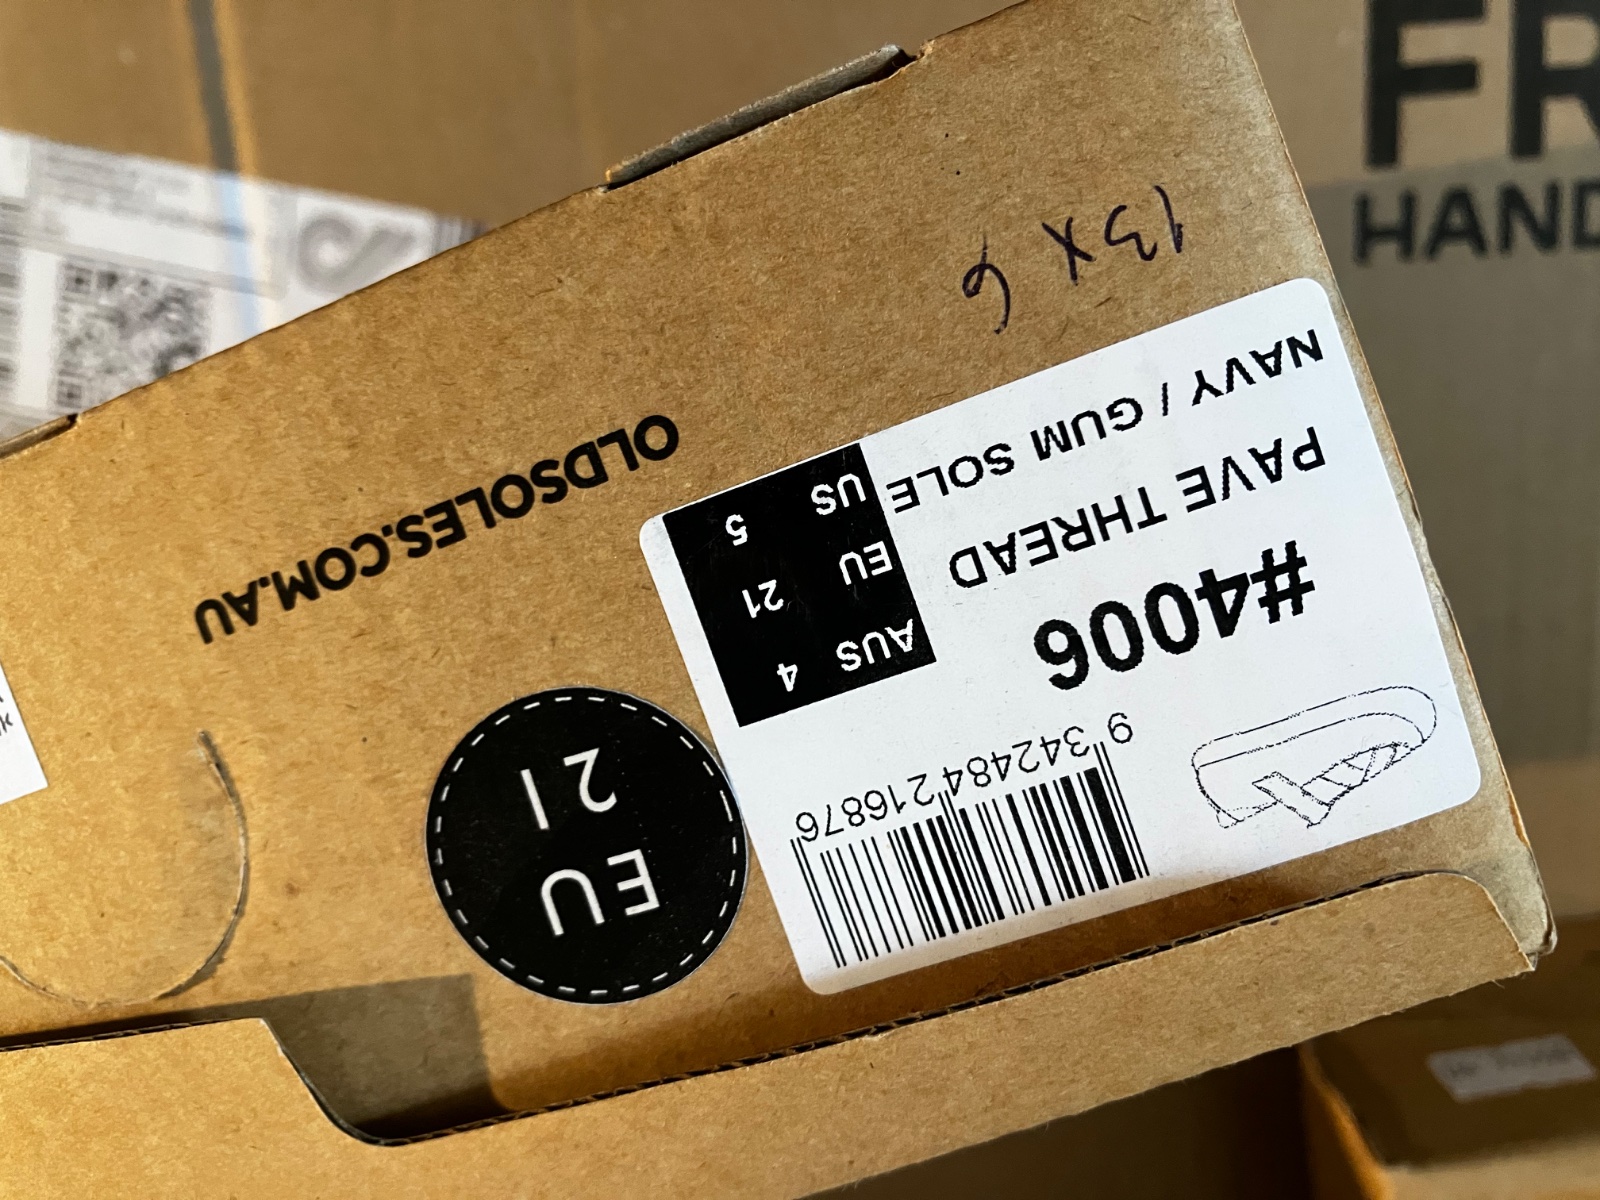 13 X 6
NAVY / GUM SOLE
PAVE THREAD
#4006
US 5
EU 21
AUS 4
9 342484 216876
OLDSOLES.COM.AU
EU
21
FR
HAND